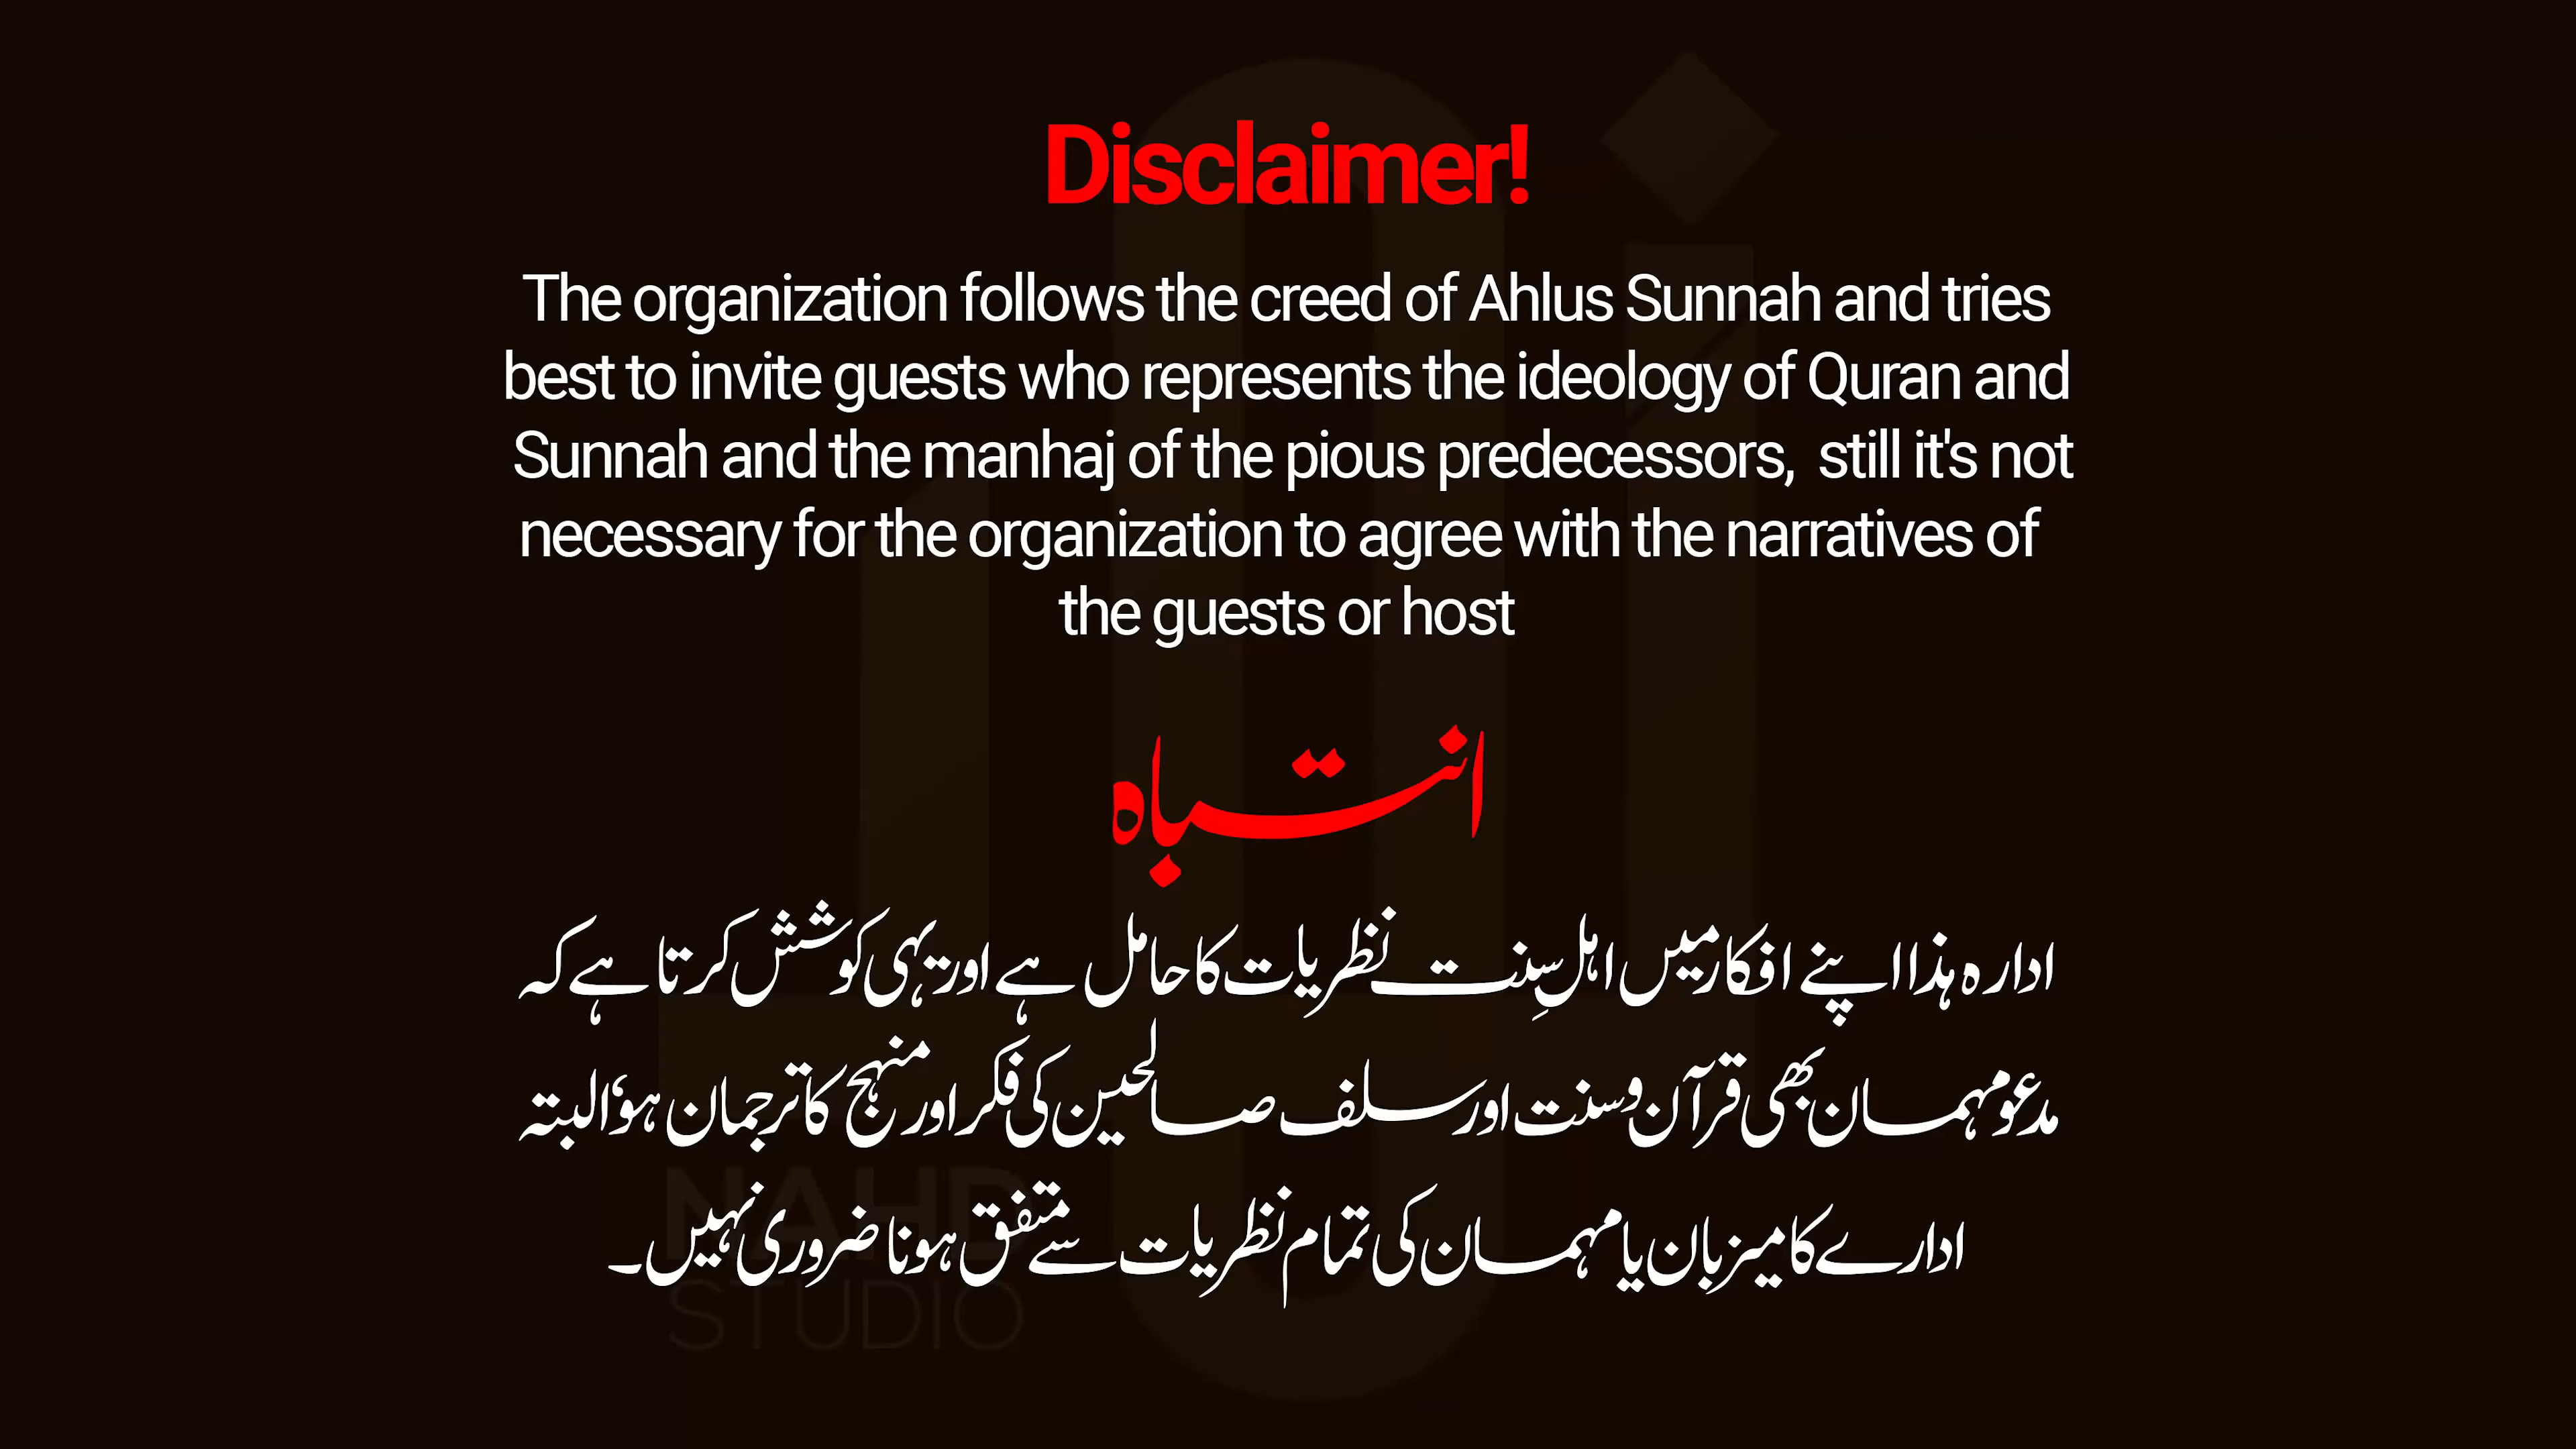 Disclaimer!
The organization follows the creed of Ahlus Sunnah and tries
best to invite guests who represents the ideology of Quran and
Sunnah and the manhaj of the pious predecessors, still it's not
necessary for the organization to agree with the narratives of
the guests or host
انتباہ
ادارہ ہذا اپنے افکار میں اہلِ سنت نظریات کا حامل ہے اور یہی کوشش کرتا ہے کہ
مدعو مہمان بھی قرآن و سنت اور سلف صالحین کی فکر اور منہج کا ترجمان ہو، البتہ
ادارے کا میزبان یا مہمان کی تمام نظریات سے متفق ہونا ضروری نہیں۔
NAHD
STUDIO